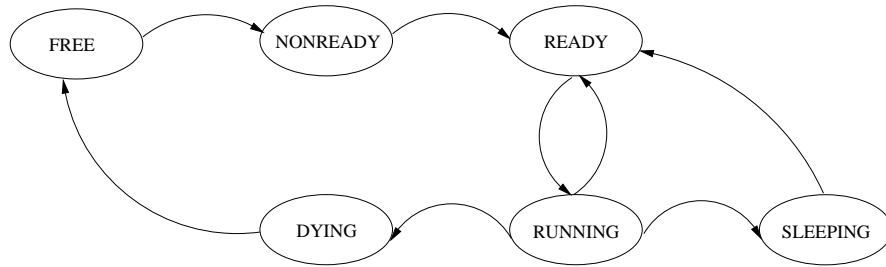 FREE
NONREADY
READY
DYING
RUNNING
SLEEPING